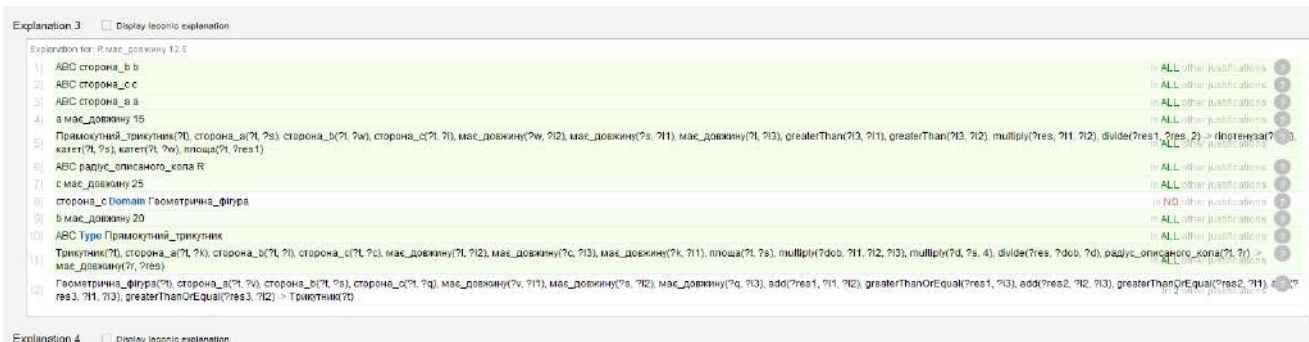 Explanation 3 Display laconic explanation
Explanation for: R має_довжину 12.5
1) ABC сторона_b b In ALL other justifications ?
2) ABC сторона_c c In ALL other justifications ?
3) ABC сторона_a a In ALL other justifications ?
4) a має_довжину 15 In ALL other justifications ?
5) Прямокутний_трикутник(?t), сторона_a(?t, ?s), сторона_b(?t, ?w), сторона_c(?t, ?l), має_довжину(?w, ?l2), має_довжину(?s, ?l1), має_довжину(?l, ?l3), greaterThan(?l3, ?l1), greaterThan(?l3, ?l2), multiply(?res, ?l1, ?l2), divide(?res1, ?res, 2) -> гіпотенуза(?
катет(?t, ?s), катет(?t, ?w), площа(?t, ?res1) In ALL other justifications ?
6) ABC радіус_описаного_кола R In ALL other justifications ?
7) c має_довжину 25 In ALL other justifications ?
8) сторона_c Domain Геометрична_фігура In NO other justifications ?
9) b має_довжину 20 In ALL other justifications ?
10) ABC Type Прямокутний_трикутник In ALL other justifications ?
11) Трикутник(?t), сторона_a(?t, ?k), сторона_b(?t, ?l), сторона_c(?t, ?c), має_довжину(?l, ?l2), має_довжину(?c, ?l3), має_довжину(?k, ?l1), площа(?t, ?s), multiply(?dob, ?l1, ?l2, ?l3), multiply(?d, ?s, 4), divide(?res, ?dob, ?d), радіус_описаного_кола(?t, ?r) ->
має_довжину(?r, ?res) In ALL other justifications ?
12) Геометрична_фігура(?t), сторона_a(?t, ?v), сторона_b(?t, ?s), сторона_c(?t, ?q), має_довжину(?v, ?l1), має_довжину(?s, ?l2), має_довжину(?q, ?l3), add(?res1, ?l1, ?l2), greaterThanOrEqual(?res1, ?l3), add(?res2, ?l2, ?l3), greaterThanOrEqual(?res2, ?l1),
res3, ?l1, ?l3), greaterThanOrEqual(?res3, ?l2) -> Трикутник(?t) In 2 other justifications ?
Explanation 4 Display laconic explanation